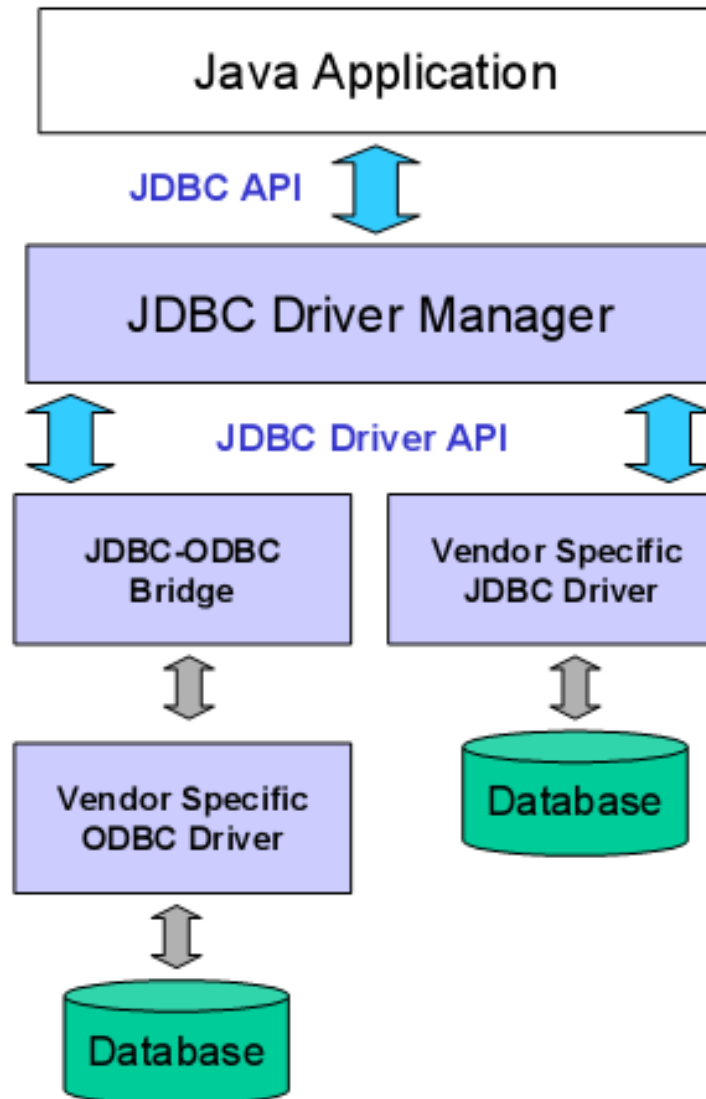 Java Application
JDBC API
JDBC Driver Manager
JDBC Driver API
JDBC-ODBC
Bridge
Vendor Specific
JDBC Driver
Vendor Specific
ODBC Driver
Database
Database